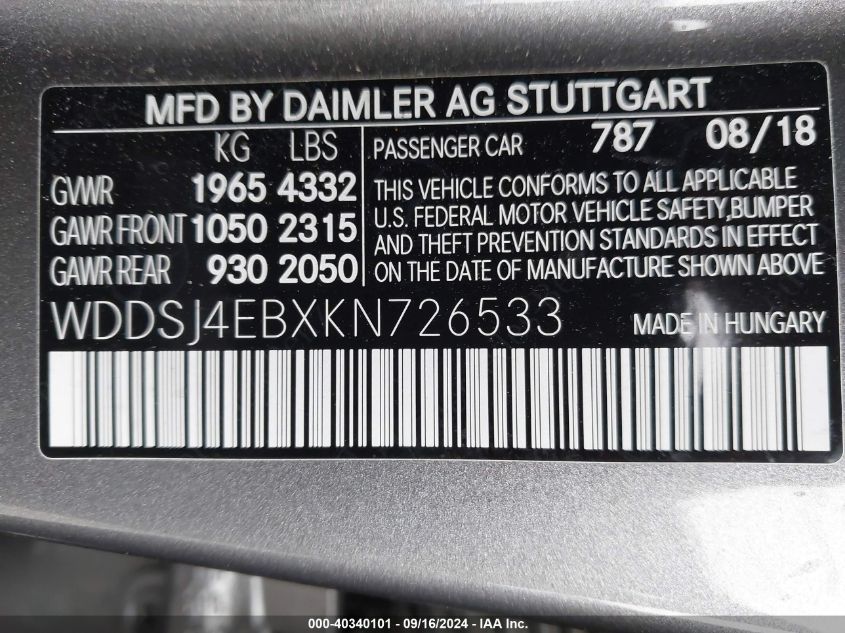 MFD BY DAIMLER AG STUTTGART
KG LBS
GVWR 1965 4332
GAWR FRONT 1050 2315
GAWR REAR 930 2050
PASSENGER CAR 787 08/18
THIS VEHICLE CONFORMS TO ALL APPLICABLE
U.S. FEDERAL MOTOR VEHICLE SAFETY,BUMPER
AND THEFT PREVENTION STANDARDS IN EFFECT
ON THE DATE OF MANUFACTURE SHOWN ABOVE
WDDSJ4EBXKN726533 MADE IN HUNGARY
000-40340101 - 09/16/2024 - IAA Inc.